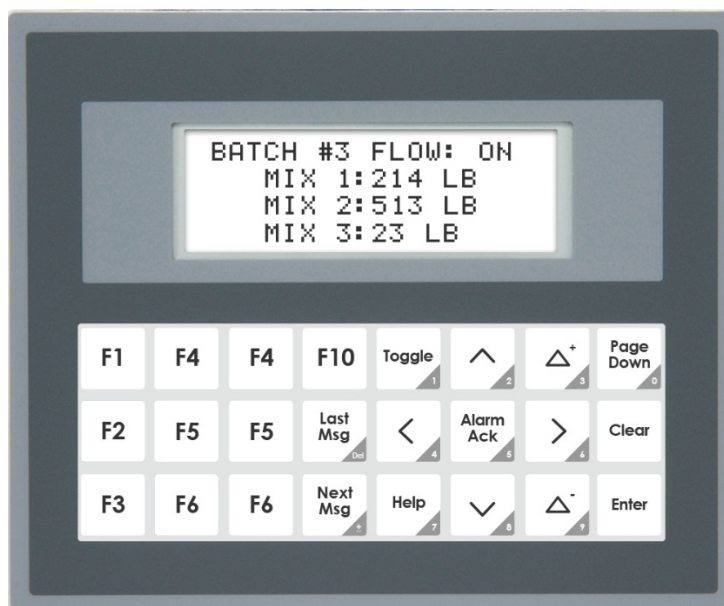 BATCH #3 FLOW: ON
MIX 1:214 LB
MIX 2:513 LB
MIX 3:23 LB
F1 F4 F4 F10 Toggle 1 ^ 2 △+ 3 Page Down 0
F2 F5 F5 Last Msg Del < 4 Alarm Ack 5 > 6 Clear
F3 F6 F6 Next Msg ± Help 7 8 △- 9 Enter